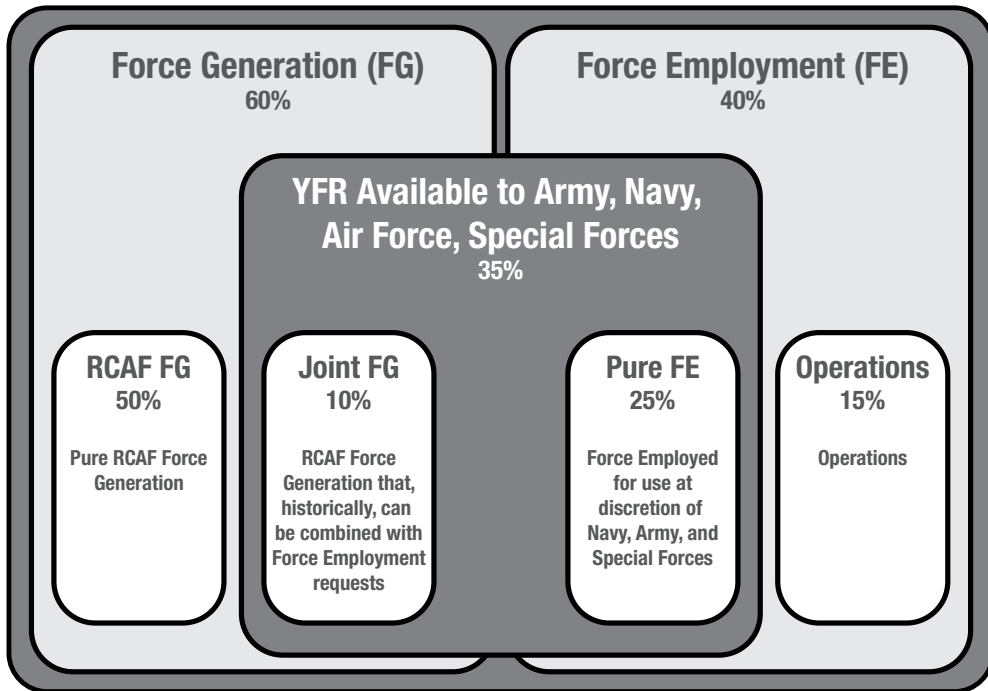 Force Generation (FG)
60%
Force Employment (FE)
40%
YFR Available to Army, Navy,
Air Force, Special Forces
35%
RCAF FG
50%
Pure RCAF Force
Generation
Joint FG
10%
RCAF Force
Generation that,
historically, can
be combined with
Force Employment
requests
Pure FE
25%
Force Employed
for use at
discretion of
Navy, Army, and
Special Forces
Operations
15%
Operations